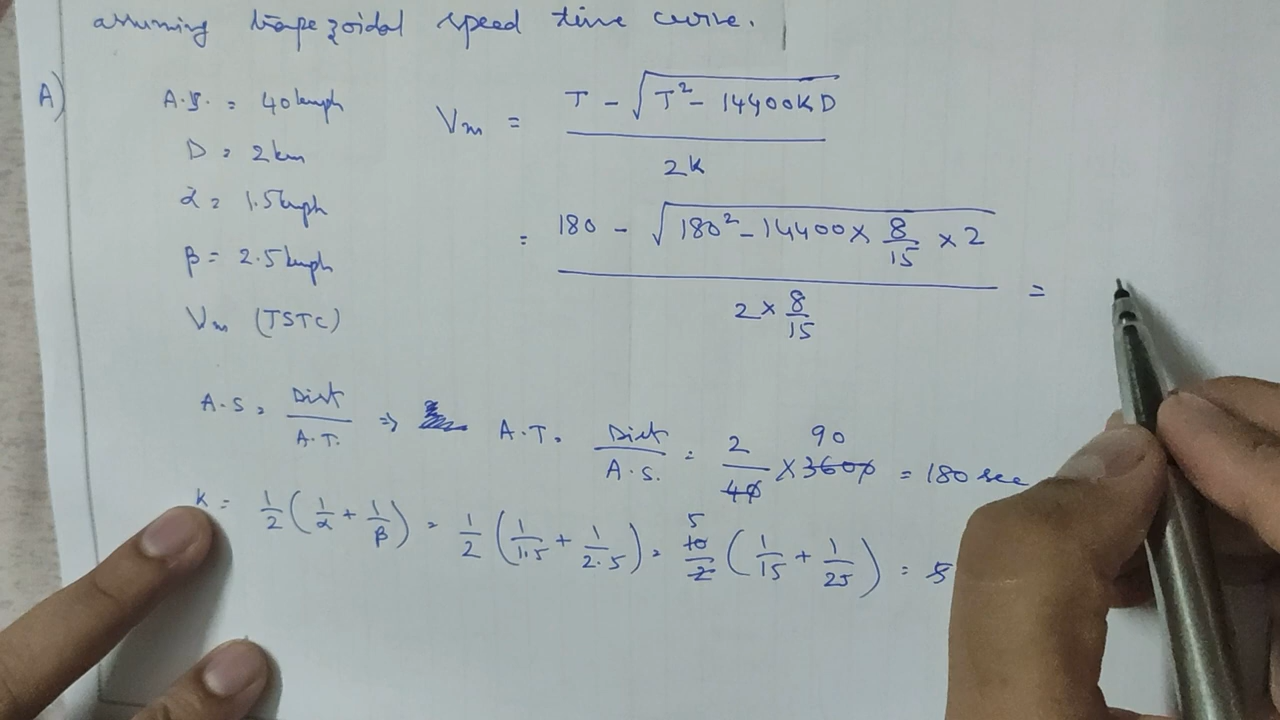 assuming trapezoidal speed time curve.
A)
A.S. = 40 kmph
D = 2 km
α = 1.5 kmph
β = 2.5 kmph
Vm (TSTC)
Vm = (T - √(T² - 14400KD)) / 2K
= (180 - √(180² - 14400 × 8/15 × 2)) / (2 × 8/15) =
A.S = Dist / A.T. ⇒ A.T. = Dist / A.S. = 2/40 × 3600 90 = 180 sec
K = 1/2 (1/α + 1/β) = 1/2 (1/1.5 + 1/2.5) = 10/2 5 (1/15 + 1/25) = 5